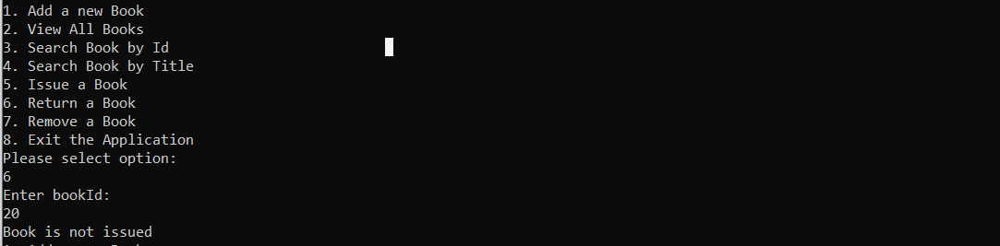 1. Add a new Book
2. View All Books
3. Search Book by Id
4. Search Book by Title
5. Issue a Book
6. Return a Book
7. Remove a Book
8. Exit the Application
Please select option:
6
Enter bookId:
20
Book is not issued